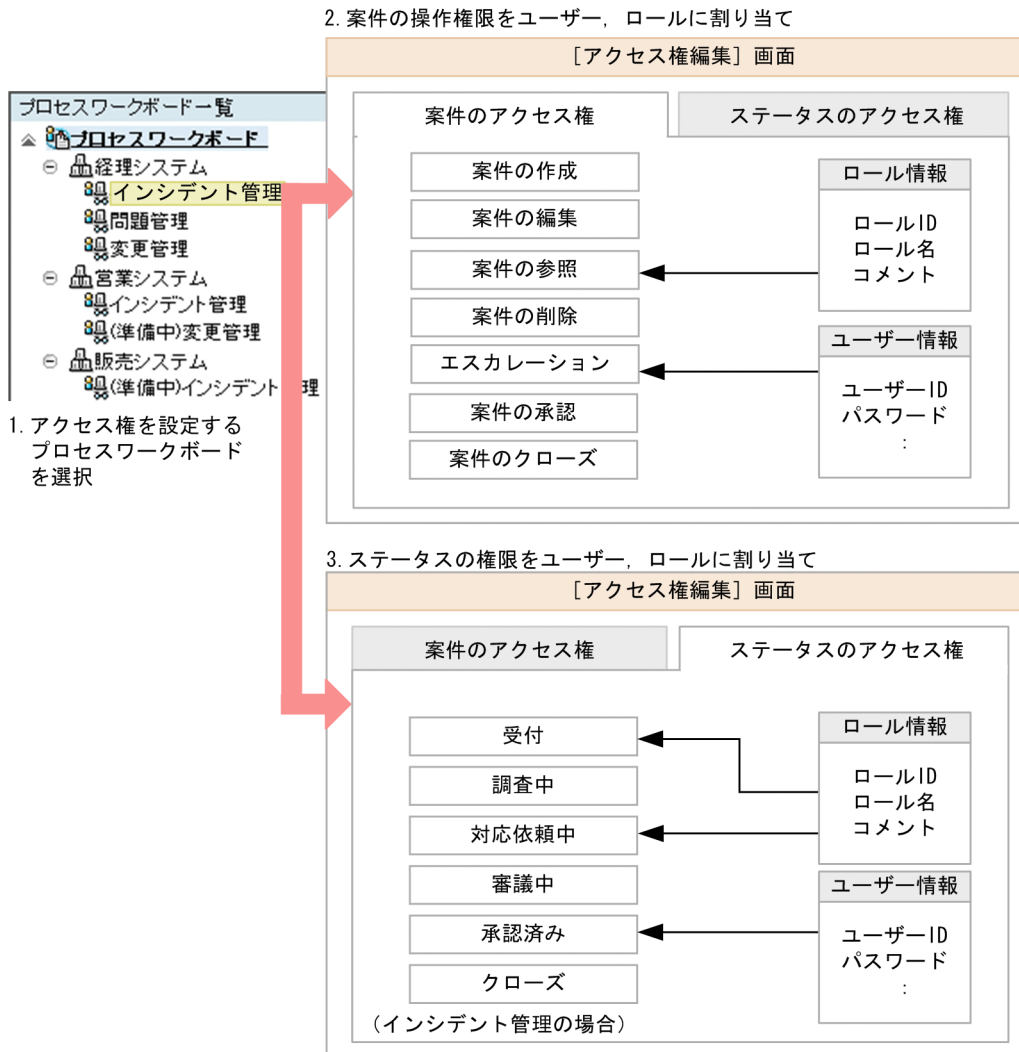 2. 案件の操作権限をユーザー，ロールに割り当て
[アクセス権編集] 画面
プロセスワークボード一覧
プロセスワークボード
経理システム
インシデント管理
問題管理
変更管理
営業システム
インシデント管理
(準備中)変更管理
販売システム
(準備中)インシデント 理
1. アクセス権を設定する
プロセスワークボード
を選択
案件のアクセス権
ステータスのアクセス権
案件の作成
案件の編集
案件の参照
案件の削除
エスカレーション
案件の承認
案件のクローズ
ロール情報
ロールID
ロール名
コメント
ユーザー情報
ユーザーID
パスワード
:
3. ステータスの権限をユーザー，ロールに割り当て
[アクセス権編集] 画面
案件のアクセス権
ステータスのアクセス権
受付
調査中
対応依頼中
審議中
承認済み
クローズ
(インシデント管理の場合)
ロール情報
ロールID
ロール名
コメント
ユーザー情報
ユーザーID
パスワード
: